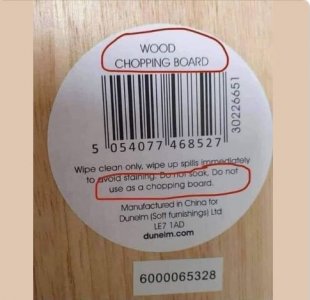 WOOD
CHOPPING BOARD
5 054077 468527
30226651
Wipe clean only, wipe up spills immediately
to avoid staining. Do not soak. Do not
use as a chopping board.
Manufactured in China for
Dunelm (Soft furnishings) Ltd
LE7 1AD
dunelm.com
6000065328